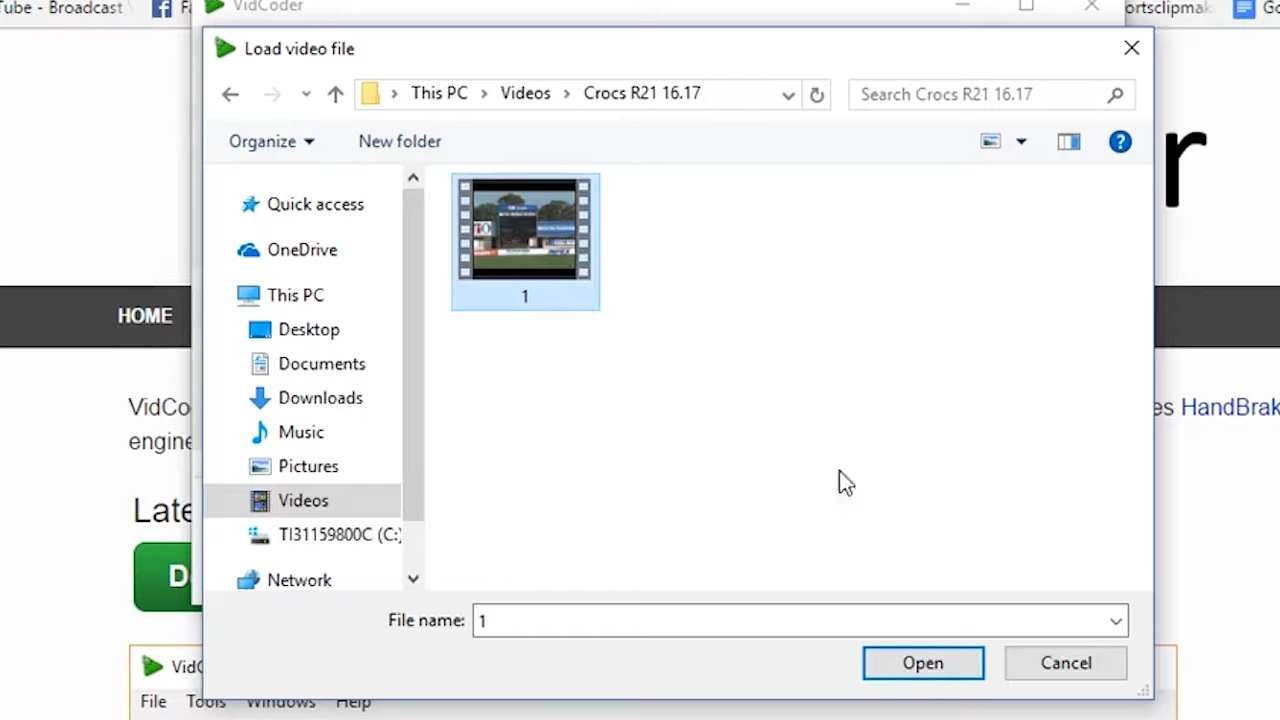 Tube - Broadcast
VidCoder
ortsclipmak
Load video file
This PC > Videos > Crocs R21 16.17
Search Crocs R21 16.17
Organize
New folder
?
r
Quick access
OneDrive
This PC
Desktop
Documents
Downloads
Music
Pictures
Videos
TI31159800C (C:)
Network
1
HOME
VidCo
es HandBrak
engine
Late
D
File name: 1
Open
Cancel
VidC
File Tools Windows Help